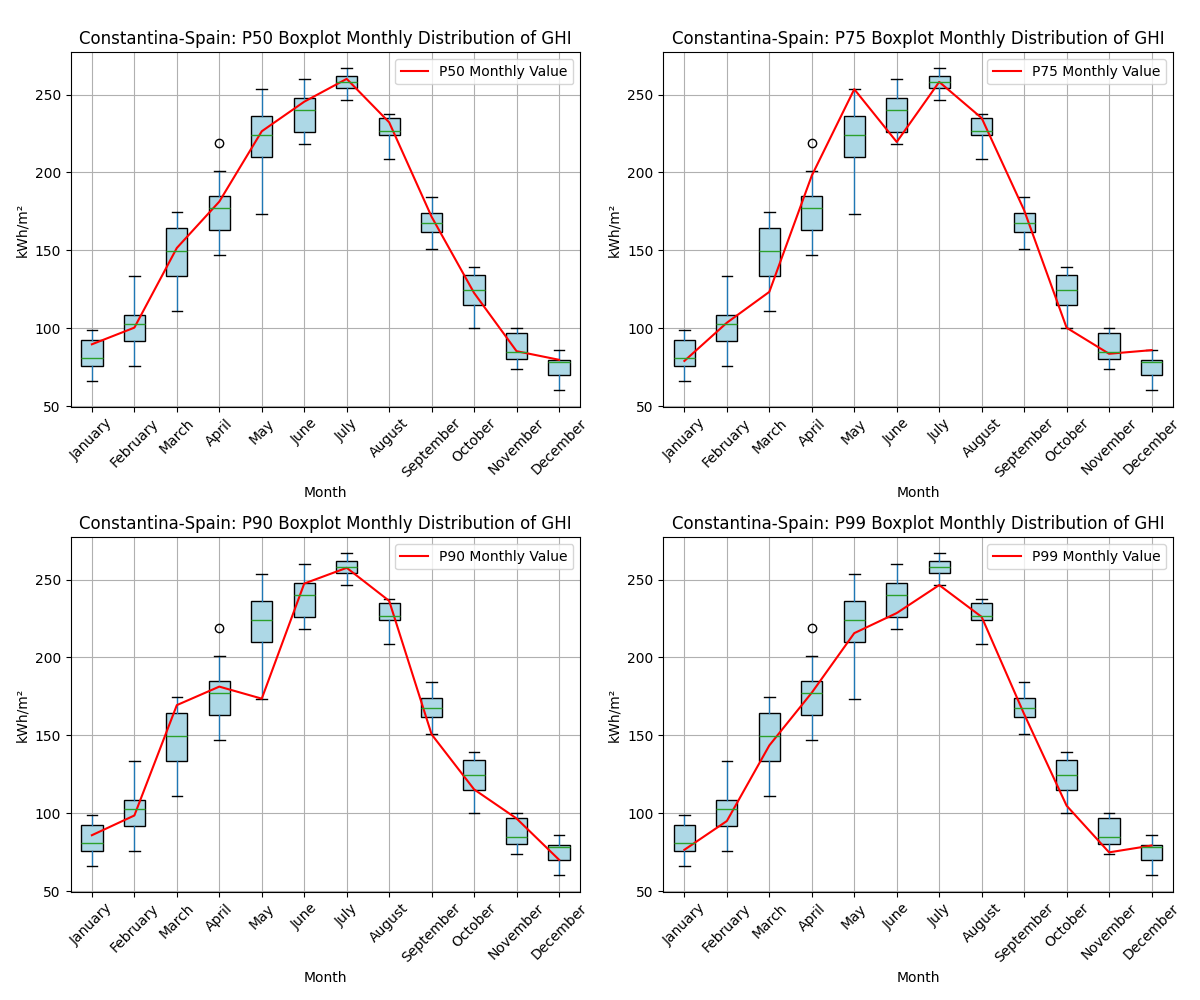 Constantina-Spain: P50 Boxplot Monthly Distribution of GHI
P50 Monthly Value
kWh/m²
250
200
150
100
50
January
February
March
April
May
June
July
August
September
October
November
December
Month
Constantina-Spain: P75 Boxplot Monthly Distribution of GHI
P75 Monthly Value
kWh/m²
250
200
150
100
50
January
February
March
April
May
June
July
August
September
October
November
December
Month
Constantina-Spain: P90 Boxplot Monthly Distribution of GHI
P90 Monthly Value
kWh/m²
250
200
150
100
50
January
February
March
April
May
June
July
August
September
October
November
December
Month
Constantina-Spain: P99 Boxplot Monthly Distribution of GHI
P99 Monthly Value
kWh/m²
250
200
150
100
50
January
February
March
April
May
June
July
August
September
October
November
December
Month